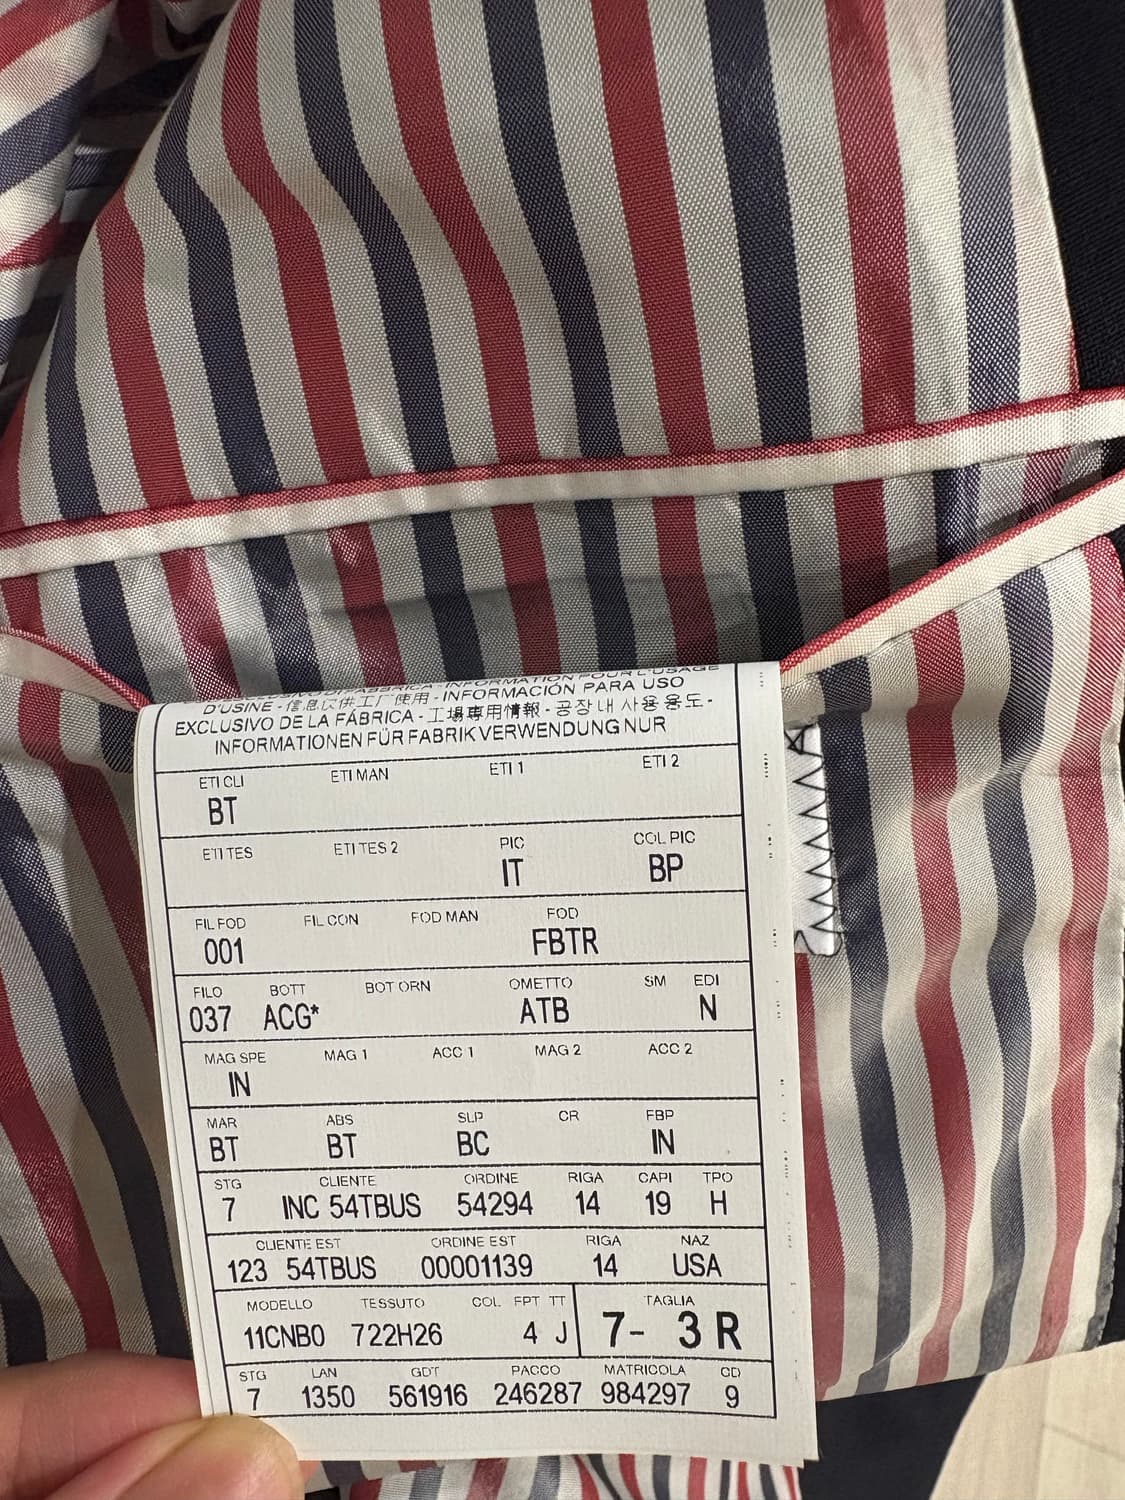 INFORMATION POUR L'USAGE
D'USINE - 信息仅供工厂使用 - INFORMACIÓN PARA USO
EXCLUSIVO DE LA FÁBRICA - 工場専用情報 - 공장 내 사용 용도 -
INFORMATIONEN FÜR FABRIKVERWENDUNG NUR
ETI CLI ETI MAN ETI 1 ETI 2
BT
ETI TES ETI TES 2 PIC COL PIC
IT BP
FIL FOD FIL CON FOD MAN FOD
001 FBTR
FILO BOTT BOT ORN OMETTO SM EDI
037 ACG* ATB N
MAG SPE MAG 1 ACC 1 MAG 2 ACC 2
IN
MAR ABS SLP CR FBP
BT BT BC IN
STG CLIENTE ORDINE RIGA CAPI TPO
7 INC 54TBUS 54294 14 19 H
CLIENTE EST ORDINE EST RIGA NAZ
123 54TBUS 00001139 14 USA
MODELLO TESSUTO COL. FPT TT TAGLIA
11CNB0 722H26 4 J 7- 3 R
STG LAN GDT PACCO MATRICOLA CD
7 1350 561916 246287 984297 9